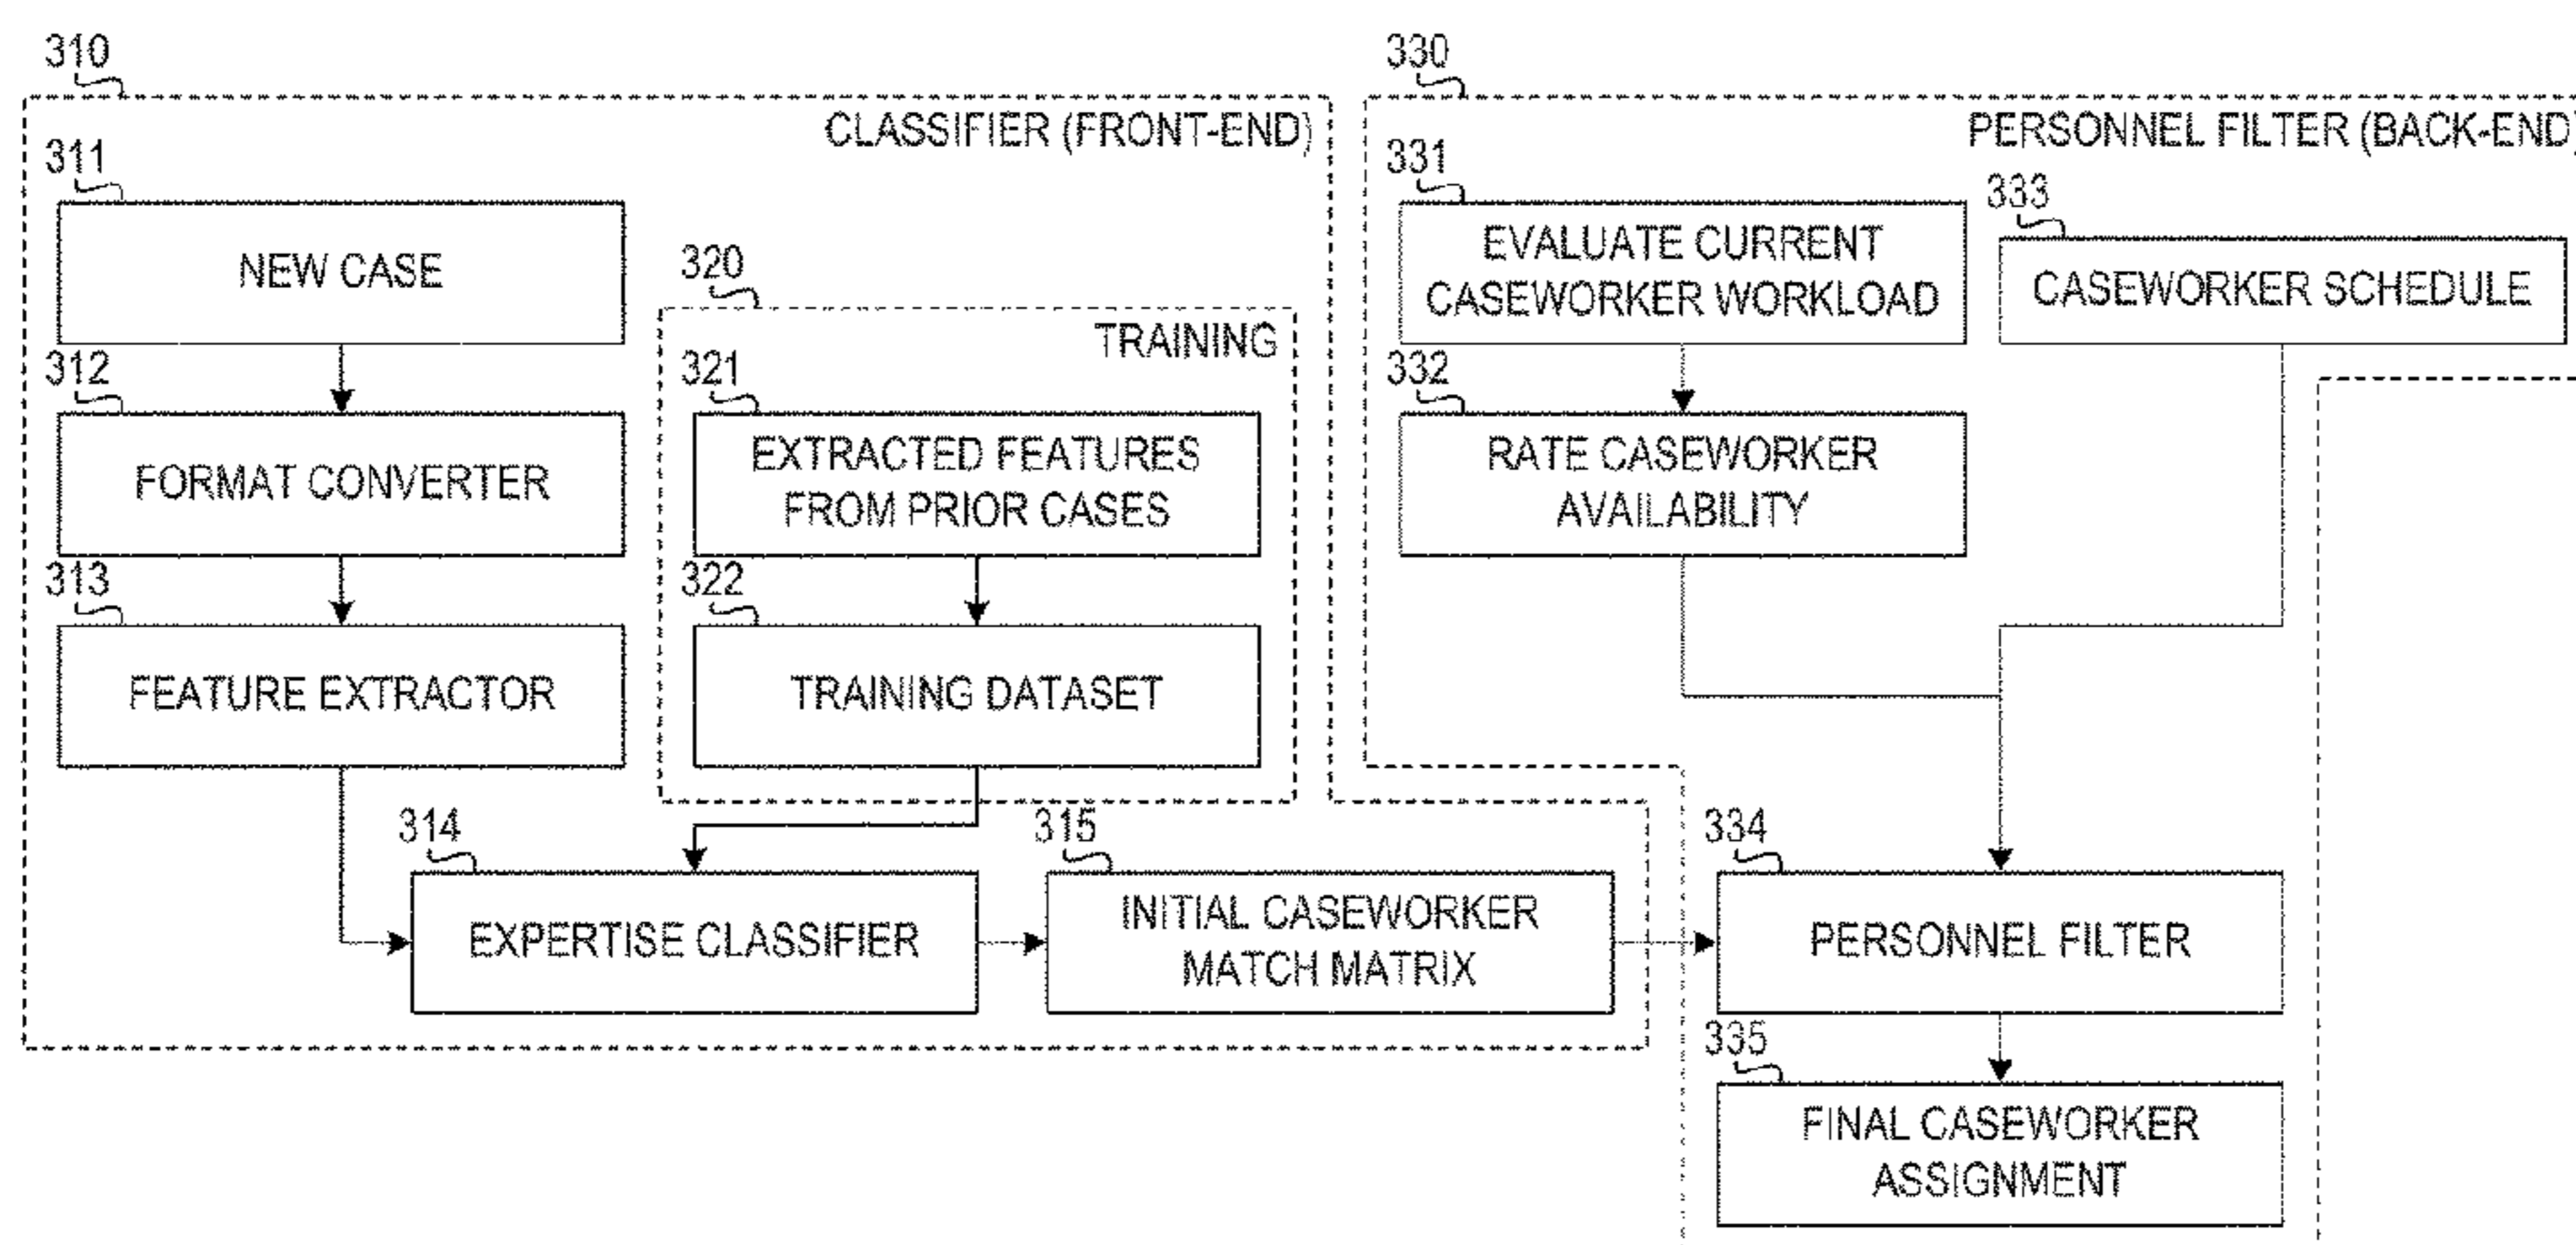 310
CLASSIFIER (FRONT-END)
311
NEW CASE
312
FORMAT CONVERTER
313
FEATURE EXTRACTOR
320
TRAINING
321
EXTRACTED FEATURES
FROM PRIOR CASES
322
TRAINING DATASET
314
EXPERTISE CLASSIFIER
315
INITIAL CASEWORKER
MATCH MATRIX
330
PERSONNEL FILTER (BACK-END)
331
EVALUATE CURRENT
CASEWORKER WORKLOAD
332
RATE CASEWORKER
AVAILABILITY
333
CASEWORKER SCHEDULE
334
PERSONNEL FILTER
335
FINAL CASEWORKER
ASSIGNMENT